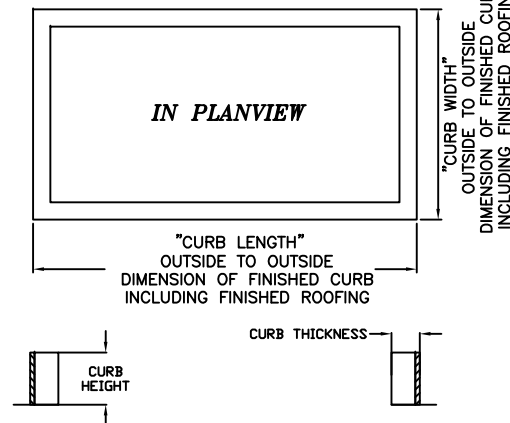 IN PLANVIEW
"CURB WIDTH"
OUTSIDE TO OUTSIDE
DIMENSION OF FINISHED
INCLUDING FINISHED
"CURB LENGTH"
OUTSIDE TO OUTSIDE
DIMENSION OF FINISHED CURB
INCLUDING FINISHED ROOFING
CURB THICKNESS
CURB
HEIGHT